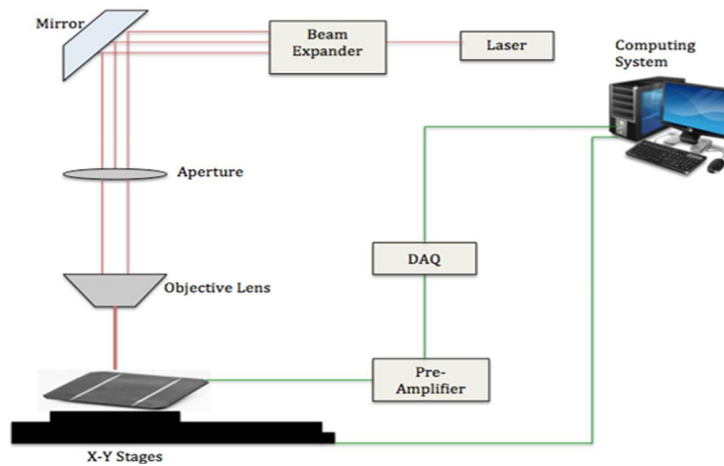 Mirror
Beam
Expander
Laser
Computing
System
Aperture
DAQ
Objective Lens
Pre-
Amplifier
X-Y Stages